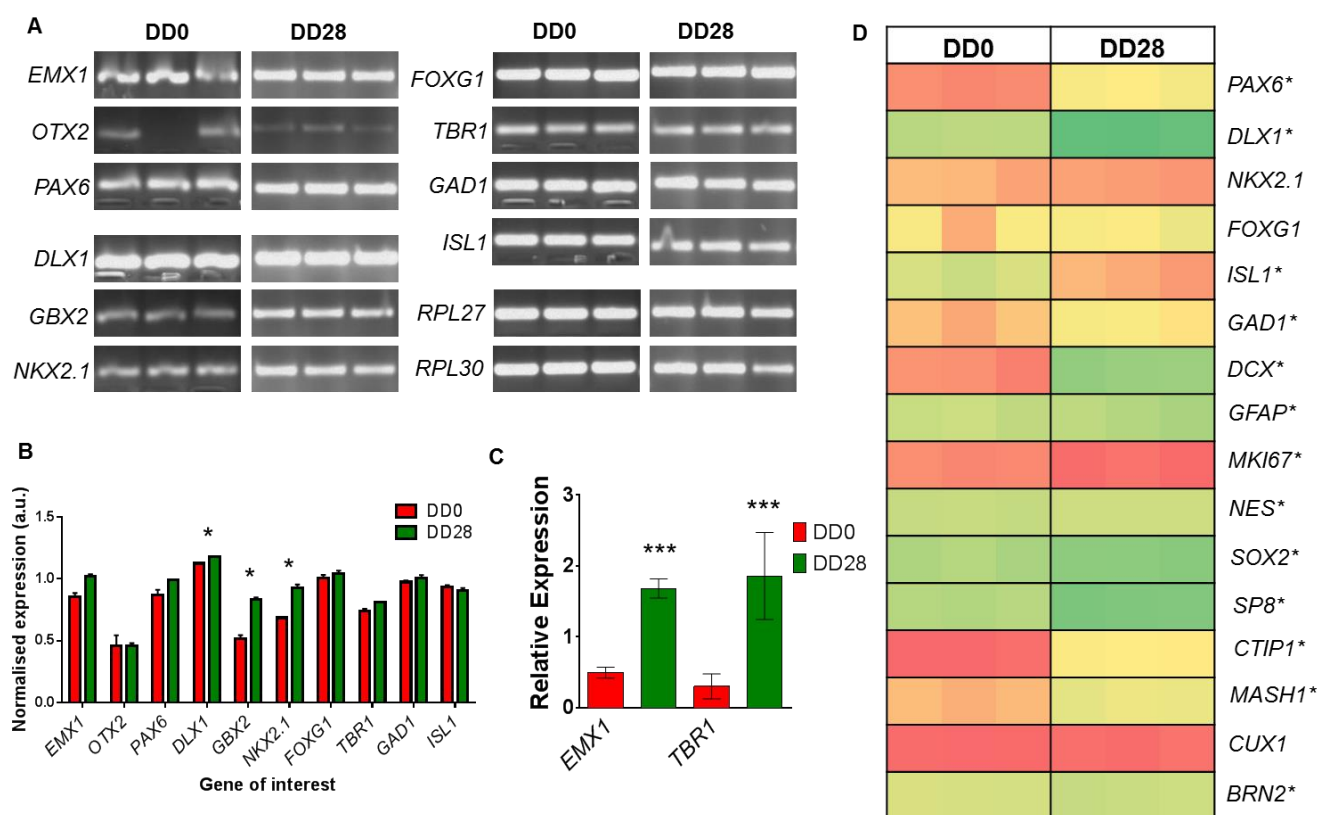 A
DD0 DD28
EMX1
OTX2
PAX6
DLX1
GBX2
NKX2.1
DD0 DD28
FOXG1
TBR1
GAD1
ISL1
RPL27
RPL30
B
Normalised expression (a.u.)
1.5
1.0
0.5
0.0
DD0
DD28
*
*
*
EMX1
OTX2
PAX6
DLX1
GBX2
NKX2.1
FOXG1
TBR1
GAD1
ISL1
Gene of interest
C
Relative Expression
3
2
1
0
***
***
DD0
DD28
EMX1
TBR1
D
DD0 DD28
PAX6*
DLX1*
NKX2.1
FOXG1
ISL1*
GAD1*
DCX*
GFAP*
MKI67*
NES*
SOX2*
SP8*
CTIP1*
MASH1*
CUX1
BRN2*